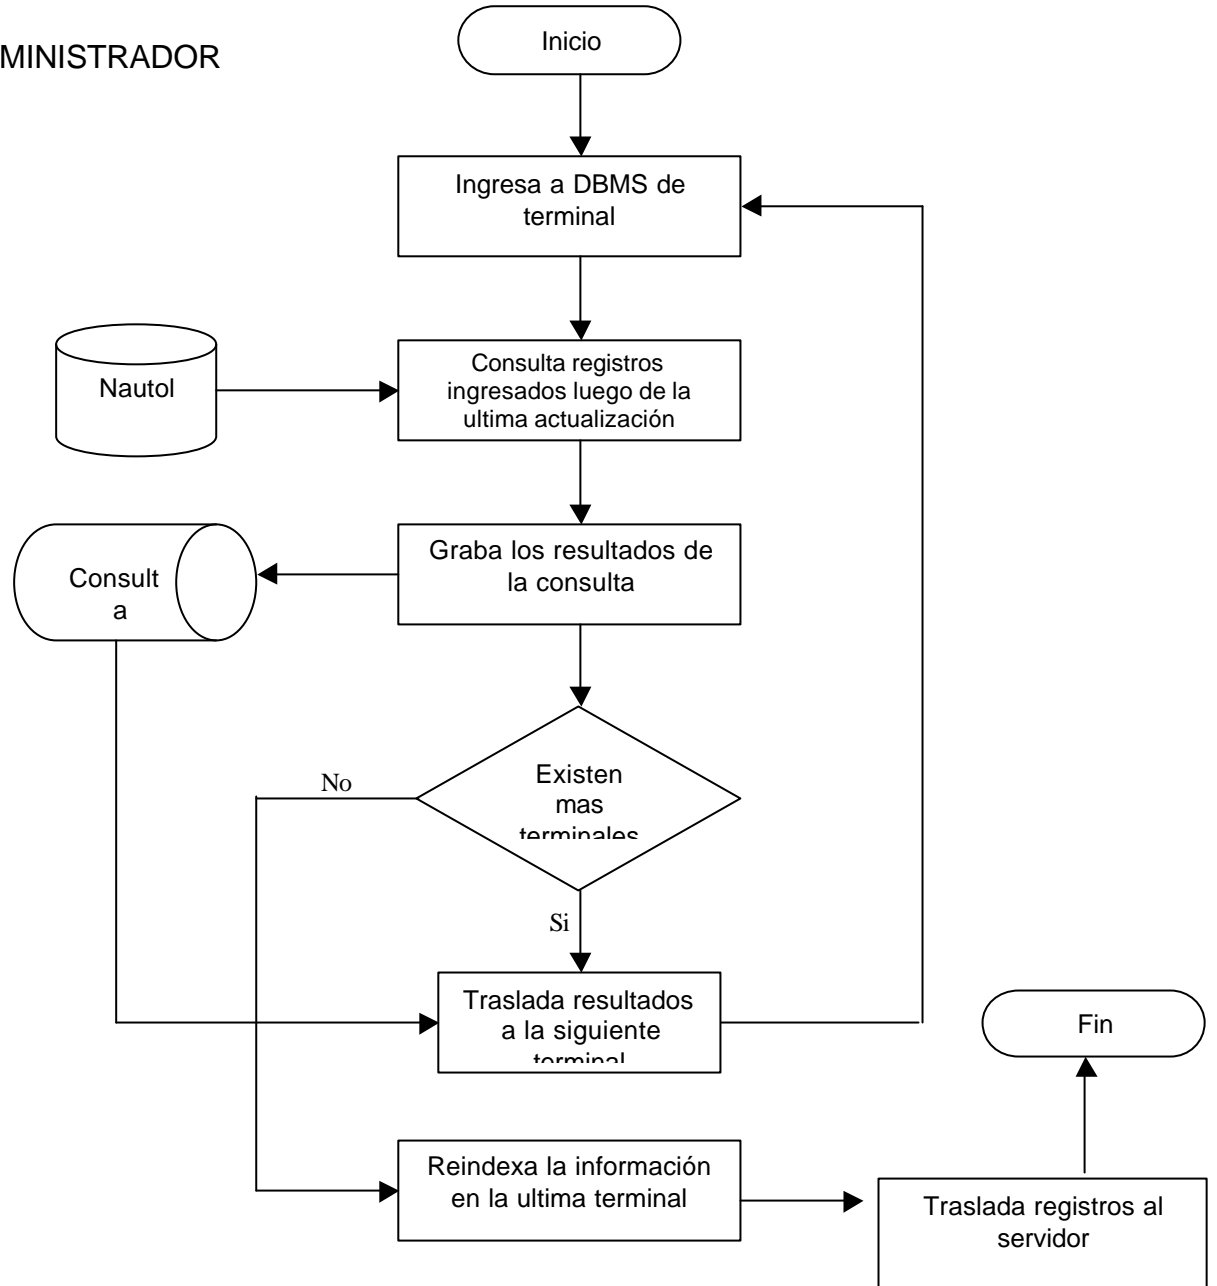 MINISTRADOR
Inicio
Ingresa a DBMS de
terminal
Nautol
Consulta registros
ingresados luego de la
ultima actualización
Consult
a
Graba los resultados de
la consulta
No
Existen
mas
terminales
Si
Traslada resultados
a la siguiente
terminal
Fin
Reindexa la información
en la ultima terminal
Traslada registros al
servidor